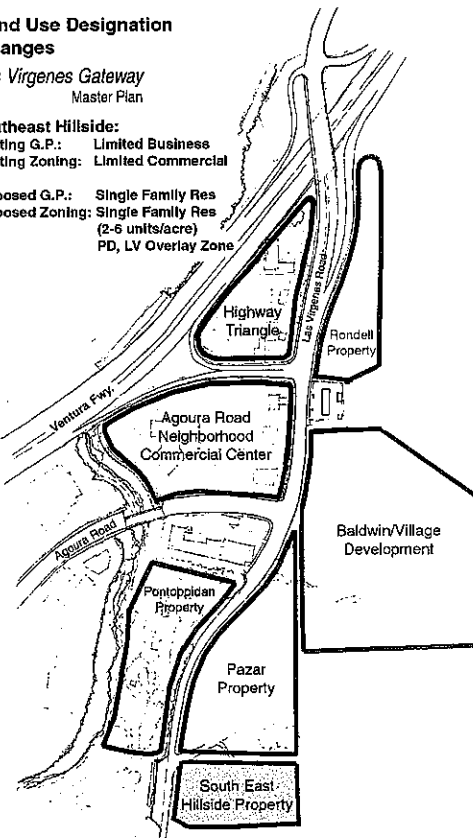 nd Use Designation
anges
Virgenes Gateway
Master Plan
theast Hillside:
ting G.P.: Limited Business
ting Zoning: Limited Commercial
posed G.P.: Single Family Res
posed Zoning: Single Family Res
(2-6 units/acre)
PD, LV Overlay Zone
Highway
Triangle
Las Virgenes Road
Rondell
Property
Ventura Fwy.
Agoura Road
Neighborhood
Commercial Center
Agoura Road
Baldwin/Village
Development
Pontoppidan
Property
Pazar
Property
South East
Hillside Property